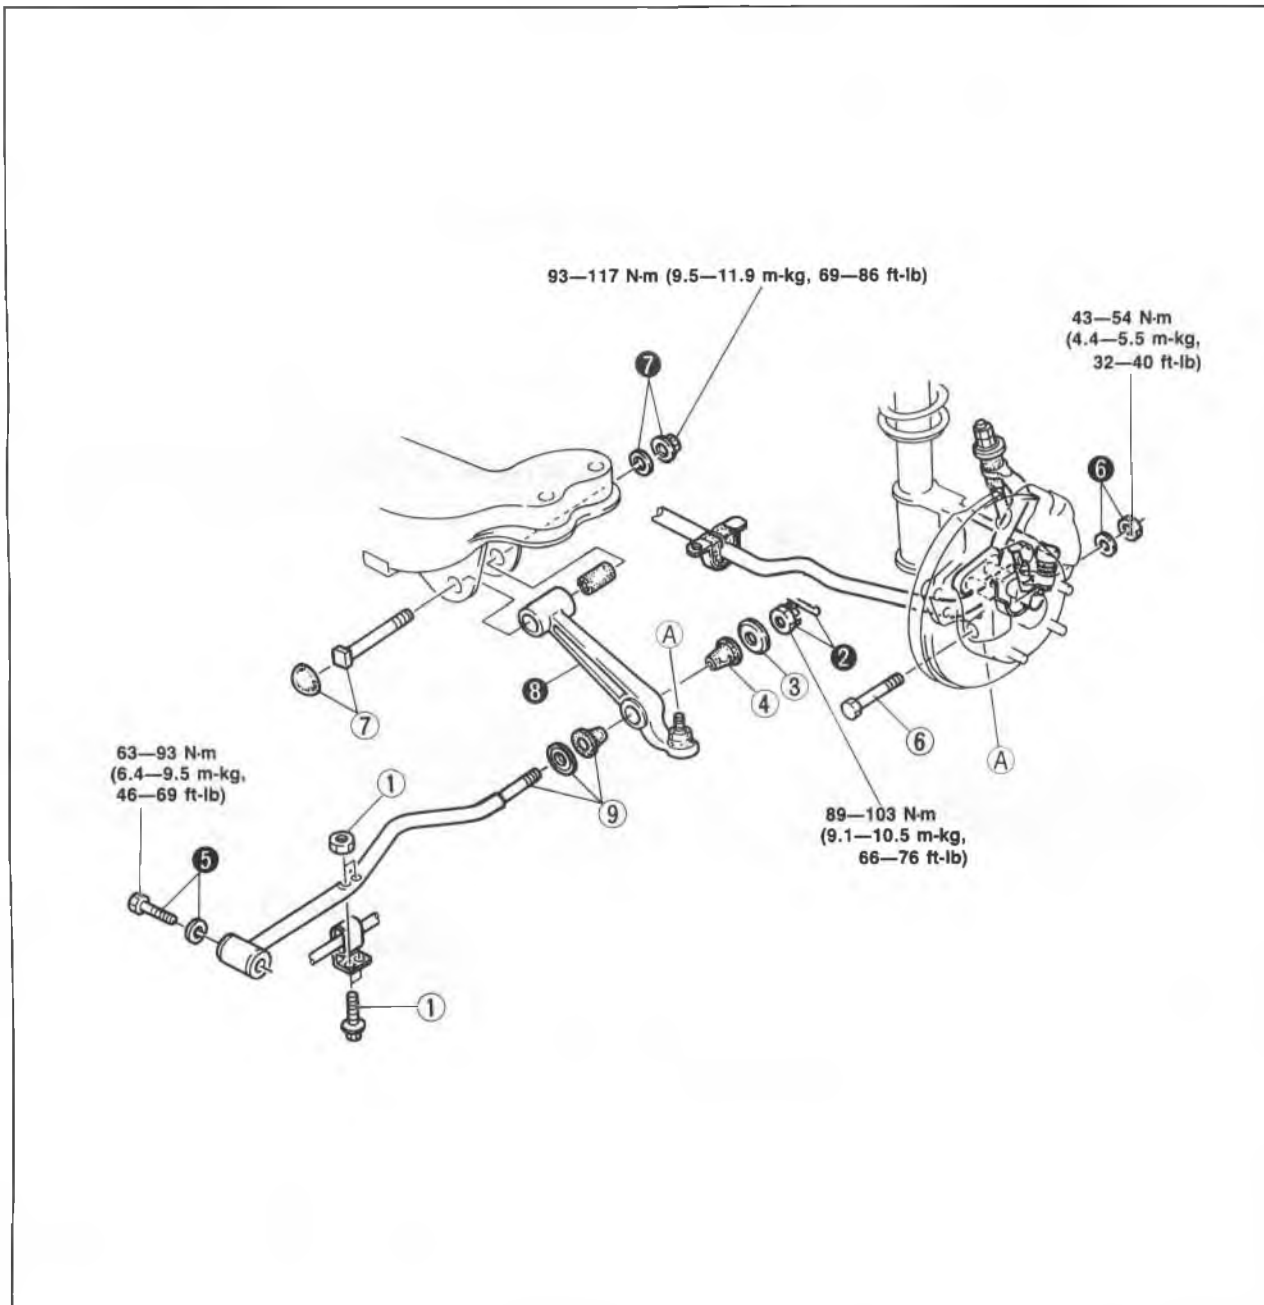 93—117 N·m (9.5—11.9 m-kg, 69—86 ft-lb)
43—54 N·m
(4.4—5.5 m-kg,
32—40 ft-lb)
7
6
A
2
3
4
8
7
6
A
63—93 N·m
(6.4—9.5 m-kg,
46—69 ft-lb)
1
9
89—103 N·m
(9.1—10.5 m-kg,
66—76 ft-lb)
5
1